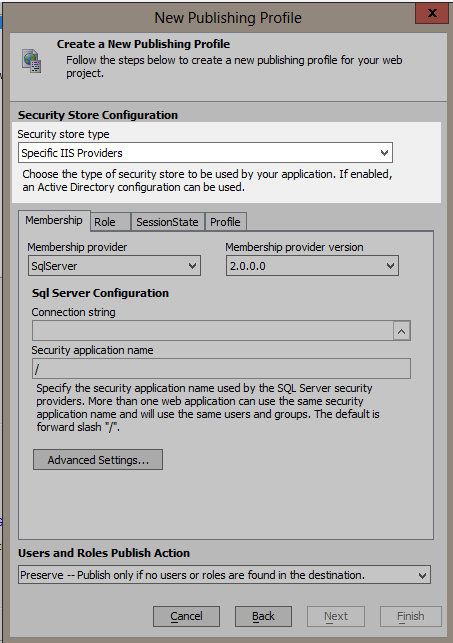 New Publishing Profile
x
Create a New Publishing Profile
Follow the steps below to create a new publishing profile for your web
project.
Security Store Configuration
Security store type
Specific IIS Providers
Choose the type of security store to be used by your application. If enabled,
an Active Directory configuration can be used.
Membership Role SessionState Profile
Membership provider Membership provider version
SqlServer 2.0.0.0
Sql Server Configuration
Connection string
Security application name
/
Specify the security application name used by the SQL Server security
providers. More than one web application can use the same security
application name and will use the same users and groups. The default is
forward slash "/".
Advanced Settings...
Users and Roles Publish Action
Preserve -- Publish only if no users or roles are found in the destination.
Cancel Back Next Finish